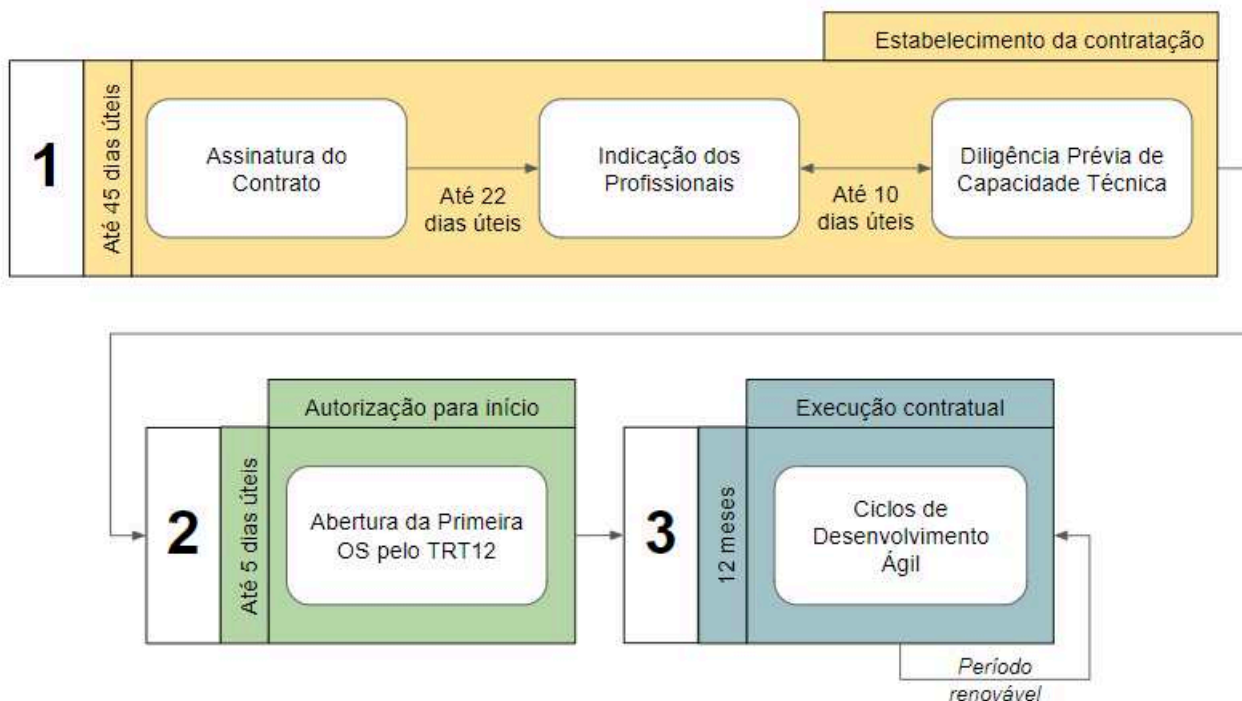 Estabelecimento da contratação
1
Até 45 dias úteis
Assinatura do
Contrato
Até 22
dias úteis
Indicação dos
Profissionais
Até 10
dias úteis
Diligência Prévia de
Capacidade Técnica
Autorização para início
2
Até 5 dias úteis
Abertura da Primeira
OS pelo TRT12
Execução contratual
3
12 meses
Ciclos de
Desenvolvimento
Ágil
Período
renovável